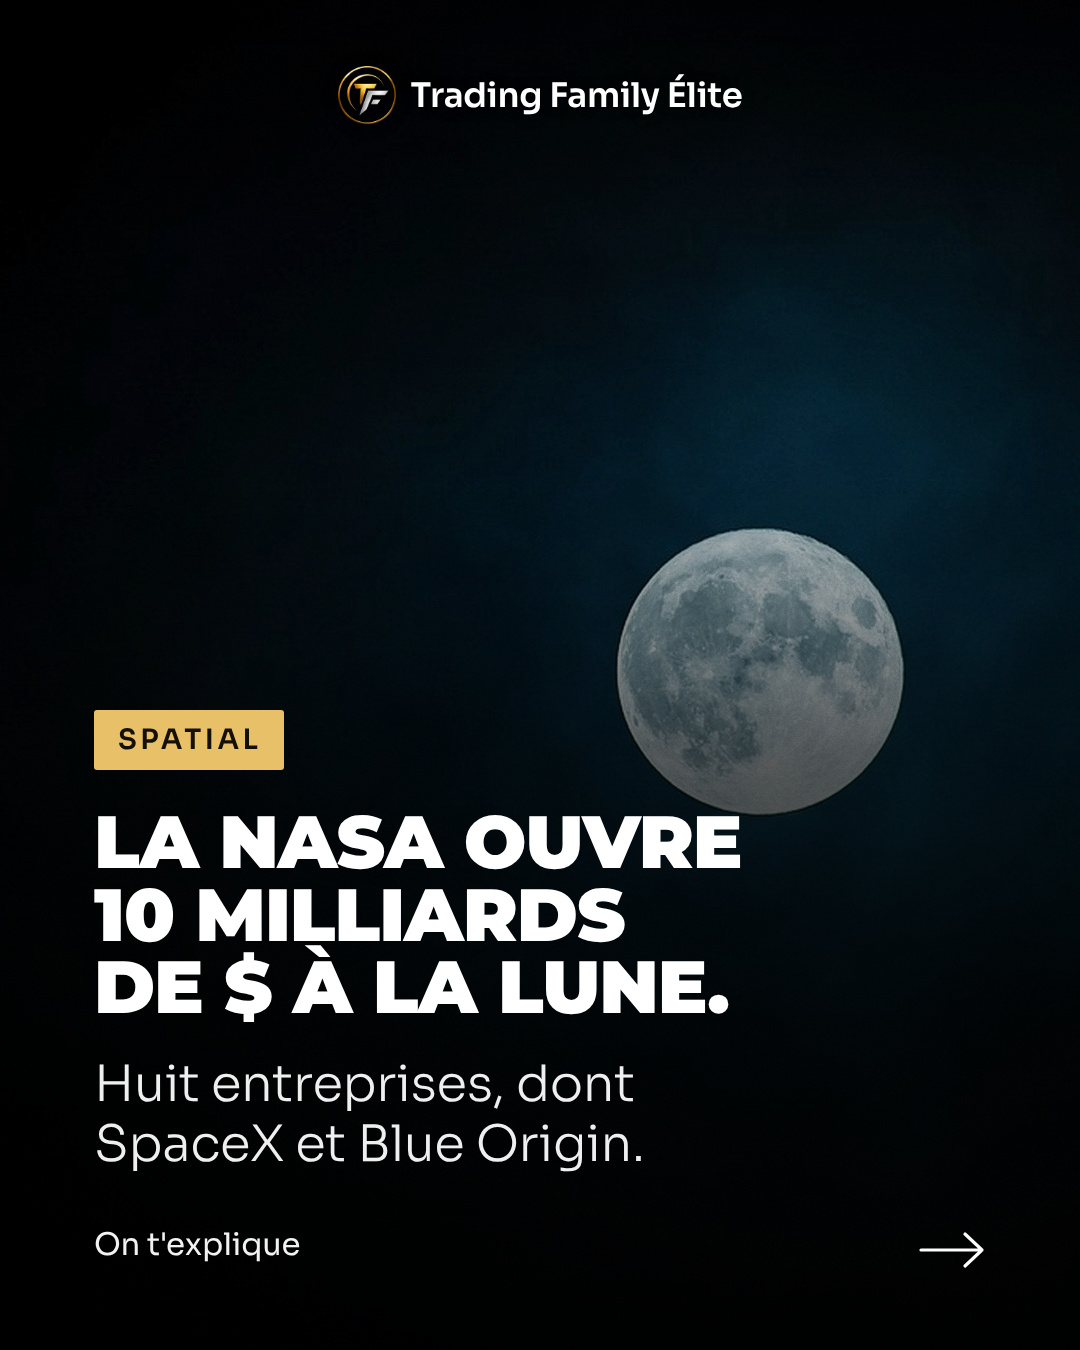 TF Trading Family Élite
SPATIAL
LA NASA OUVRE
10 MILLIARDS
DE $ À LA LUNE.
Huit entreprises, dont
SpaceX et Blue Origin.
On t'explique